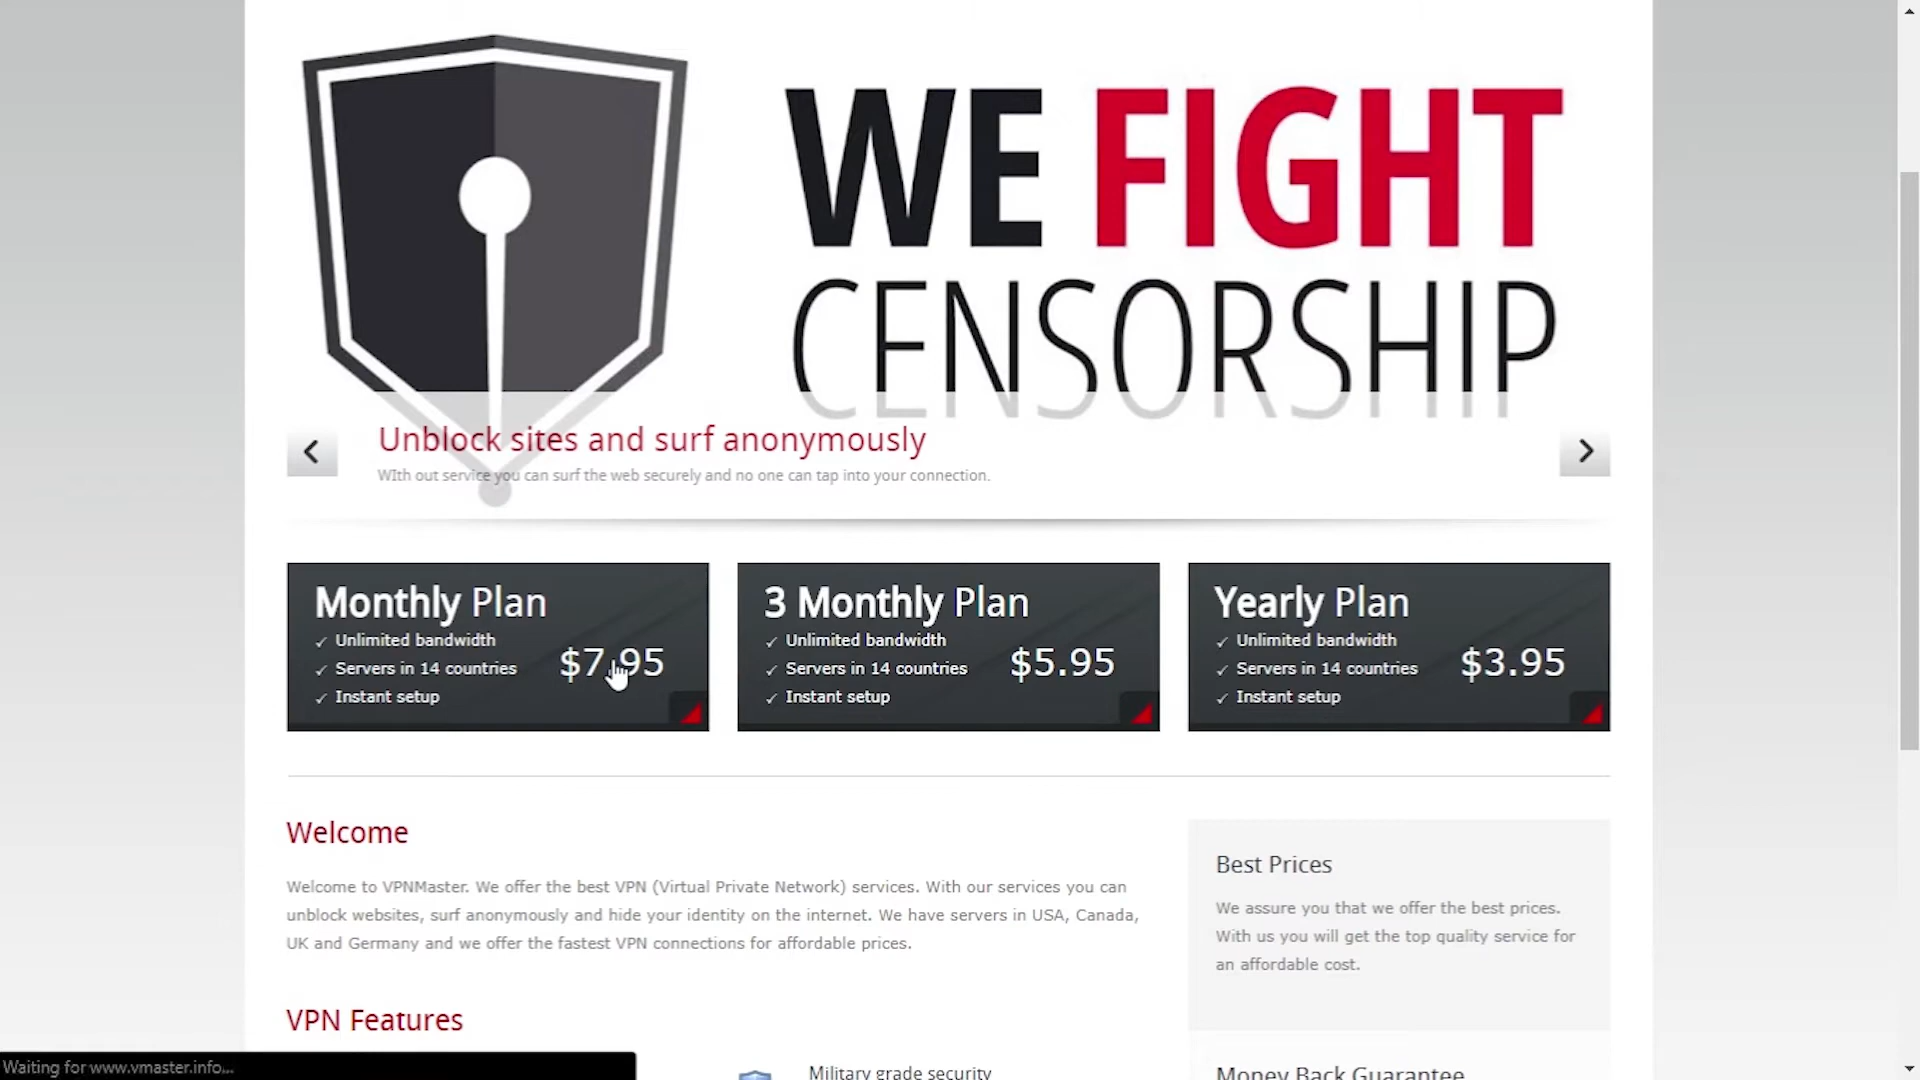 WE FIGHT
CENSORSHIP
Unblock sites and surf anonymously
WIth out service you can surf the web securely and no one can tap into your connection.
Monthly Plan
✓ Unlimited bandwidth
✓ Servers in 14 countries
✓ Instant setup
$7.95
3 Monthly Plan
✓ Unlimited bandwidth
✓ Servers in 14 countries
✓ Instant setup
$5.95
Yearly Plan
✓ Unlimited bandwidth
✓ Servers in 14 countries
✓ Instant setup
$3.95
Welcome
Welcome to VPNMaster. We offer the best VPN (Virtual Private Network) services. With our services you can
unblock websites, surf anonymously and hide your identity on the internet. We have servers in USA, Canada,
UK and Germany and we offer the fastest VPN connections for affordable prices.
VPN Features
Military grade security
Best Prices
We assure you that we offer the best prices.
With us you will get the top quality service for
an affordable cost.
Money Back Guarantee
Waiting for www.vmaster.info...